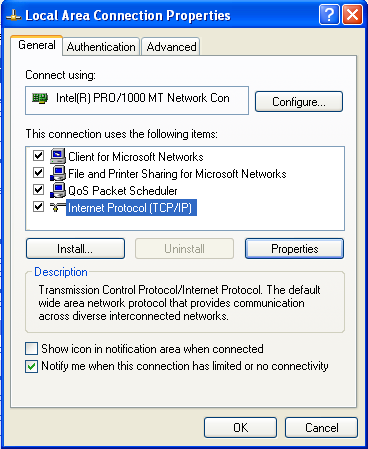 Local Area Connection Properties
General
Authentication
Advanced
Connect using:
Intel(R) PRO/1000 MT Network Con
Configure...
This connection uses the following items:
Client for Microsoft Networks
File and Printer Sharing for Microsoft Networks
QoS Packet Scheduler
Internet Protocol (TCP/IP)
Install...
Uninstall
Properties
Description
Transmission Control Protocol/Internet Protocol. The default
wide area network protocol that provides communication
across diverse interconnected networks.
Show icon in notification area when connected
Notify me when this connection has limited or no connectivity
OK
Cancel